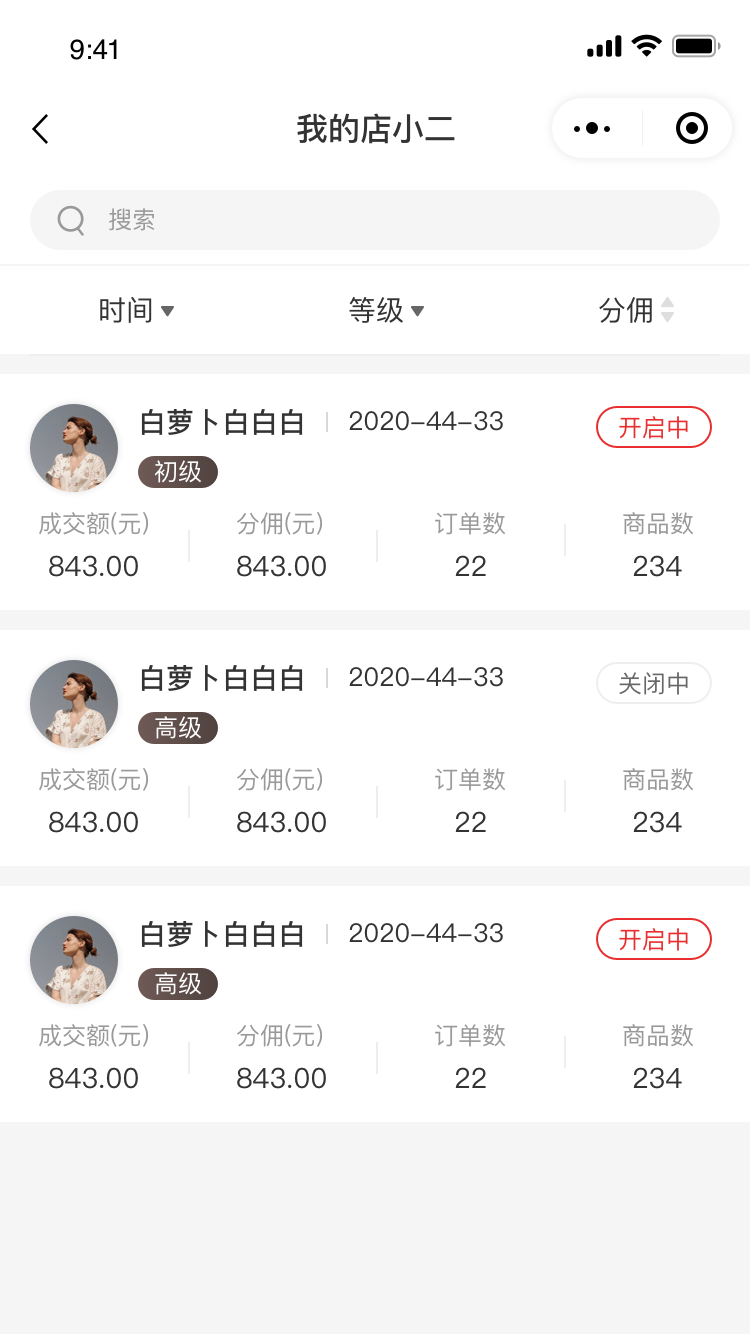 9:41
我的店小二
搜索
时间 等级 分佣
白萝卜白白白 2020-44-33 开启中
初级
成交额(元) 分佣(元) 订单数 商品数
843.00 843.00 22 234
白萝卜白白白 2020-44-33 关闭中
高级
成交额(元) 分佣(元) 订单数 商品数
843.00 843.00 22 234
白萝卜白白白 2020-44-33 开启中
高级
成交额(元) 分佣(元) 订单数 商品数
843.00 843.00 22 234